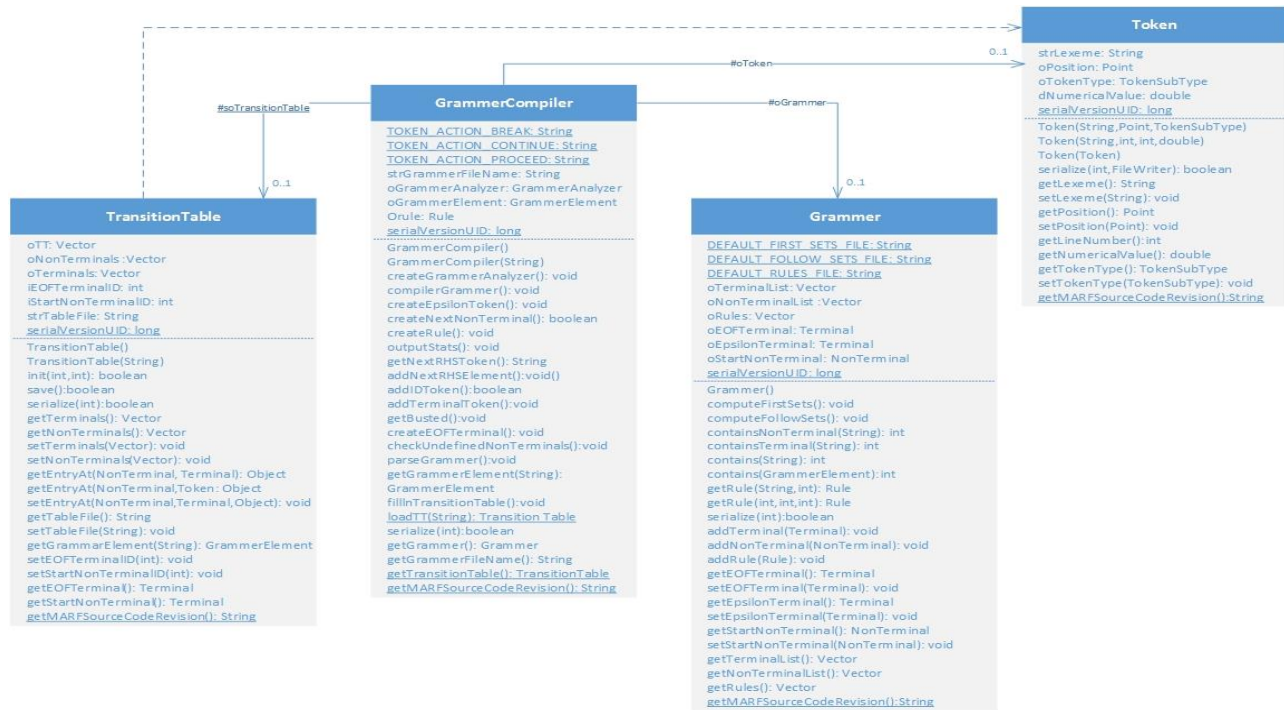 Token
strLexeme: String
oPosition: Point
oTokenType: TokenSubType
dNumericalValue: double
serialVersionUID: long
Token(String,Point,TokenSubType)
Token(String,int,int,double)
Token(Token)
serialize(int,FileWriter): boolean
getLexeme(): String
setLexeme(String): void
getPosition(): Point
setPosition(Point): void
getLineNumber():int
getNumericalValue(): double
getTokenType(): TokenSubType
setTokenType(TokenSubType): void
getMARFSourceCodeRevision():String
0..1
#oToken
#soTransitionTable
#oGrammer
0..1
0..1
GrammerCompiler
TOKEN_ACTION_BREAK: String
TOKEN_ACTION_CONTINUE: String
TOKEN_ACTION_PROCEED: String
strGrammerFileName: String
oGrammerAnalyzer: GrammerAnalyzer
oGrammerElement: GrammerElement
Orule: Rule
serialVersionUID: long
GrammerCompiler()
GrammerCompiler(String)
createGrammerAnalyzer(): void
compilerGrammer(): void
createEpsilonToken(): void
createNextNonTerminal(): boolean
createRule(): void
outputStats(): void
getNextRHSToken(): String
addNextRHSElement():void()
addIDToken():boolean
addTerminalToken():void
getBusted():void
createEOFTerminal(): void
checkUndefinedNonTerminals():void
parseGrammer():void
getGrammerElement(String):
GrammerElement
fillInTransitionTable():void
loadTT(String): Transition Table
serialize(int):boolean
getGrammer(): Grammer
getGrammerFileName(): String
getTransitionTable(): TransitionTable
getMARFSourceCodeRevision(): String
TransitionTable
oTT: Vector
oNonTerminals :Vector
oTerminals: Vector
iEOFTerminalID: int
iStartNonTerminalID: int
strTableFile: String
serialVersionUID: long
TransitionTable()
TransitionTable(String)
init(int,int): boolean
save():boolean
serialize(int):boolean
getTerminals(): Vector
getNonTerminals(): Vector
setTerminals(Vector): void
setNonTerminals(Vector): void
getEntryAt(NonTerminal, Terminal): Object
getEntryAt(NonTerminal,Token: Object
setEntryAt(NonTerminal,Terminal,Object): void
getTableFile(): String
setTableFile(String): void
getGrammarElement(String): GrammerElement
setEOFTerminalID(int): void
setStartNonTerminalID(int): void
getEOFTerminal(): Terminal
getStartNonTerminal(): Terminal
getMARFSourceCodeRevision(): String
Grammer
DEFAULT_FIRST_SETS_FILE: String
DEFAULT_FOLLOW_SETS_FILE: String
DEFAULT_RULES_FILE: String
oTerminalList: Vector
oNonTerminalList :Vector
oRules: Vector
oEOFTerminal: Terminal
oEpsilonTerminal: Terminal
oStartNonTerminal: NonTerminal
serialVersionUID: long
Grammer()
computeFirstSets(): void
computeFollowSets(): void
containsNonTerminal(String): int
containsTerminal(String): int
contains(String): int
contains(GrammerElement):int
getRule(String,int): Rule
getRule(int,int,int): Rule
serialize(int):boolean
addTerminal(Terminal): void
addNonTerminal(NonTerminal): void
addRule(Rule): void
getEOFTerminal(): Terminal
setEOFTerminal(Terminal): void
getEpsilonTerminal(): Terminal
setEpsilonTerminal(Terminal): void
getStartNonTerminal(): NonTerminal
setStartNonTerminal(NonTerminal): void
getTerminalList(): Vector
getNonTerminalList(): Vector
getRules(): Vector
getMARFSourceCodeRevision():String